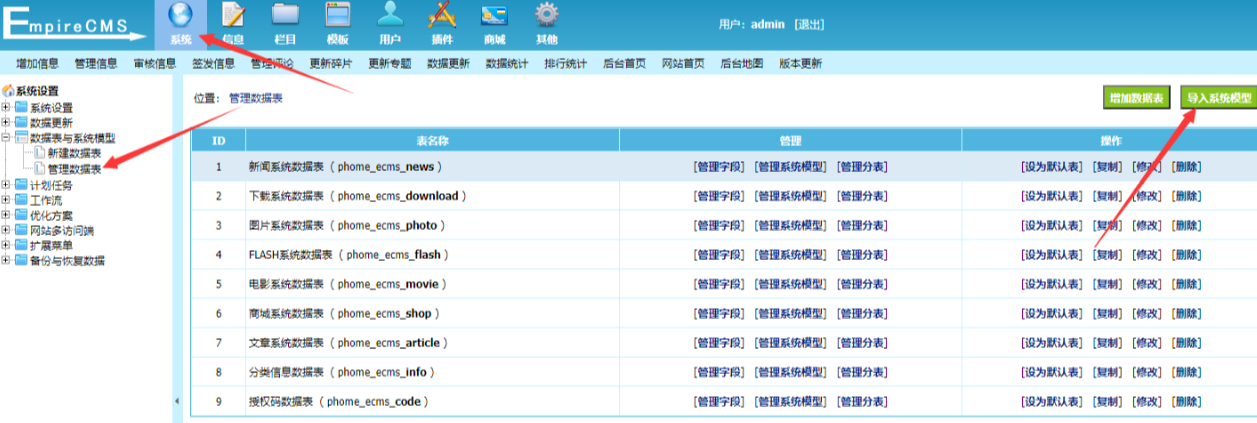 EmpireCMS
系统 信息 栏目 模板 用户 插件 商城 其他
用户：admin [退出]
增加信息 管理信息 审核信息 签发信息 管理评论 更新碎片 更新专题 数据更新 数据统计 排行统计 后台首页 网站首页 后台地图 版本更新
系统设置
系统设置
数据更新
数据表与系统模型
新建数据表
管理数据表
计划任务
工作流
优化方案
网站多访问端
扩展菜单
备份与恢复数据
位置： 管理数据表
增加数据表 导入系统模型
ID 表名称 管理 操作
1 新闻系统数据表 ( phome_ecms_news ) [管理字段] [管理系统模型] [管理分表] [设为默认表] [复制] [修改] [删除]
2 下载系统数据表 ( phome_ecms_download ) [管理字段] [管理系统模型] [管理分表] [设为默认表] [复制] [修改] [删除]
3 图片系统数据表 ( phome_ecms_photo ) [管理字段] [管理系统模型] [管理分表] [设为默认表] [复制] [修改] [删除]
4 FLASH系统数据表 ( phome_ecms_flash ) [管理字段] [管理系统模型] [管理分表] [设为默认表] [复制] [修改] [删除]
5 电影系统数据表 ( phome_ecms_movie ) [管理字段] [管理系统模型] [管理分表] [设为默认表] [复制] [修改] [删除]
6 商城系统数据表 ( phome_ecms_shop ) [管理字段] [管理系统模型] [管理分表] [设为默认表] [复制] [修改] [删除]
7 文章系统数据表 ( phome_ecms_article ) [管理字段] [管理系统模型] [管理分表] [设为默认表] [复制] [修改] [删除]
8 分类信息数据表 ( phome_ecms_info ) [管理字段] [管理系统模型] [管理分表] [设为默认表] [复制] [修改] [删除]
9 授权码数据表 ( phome_ecms_code ) [管理字段] [管理系统模型] [管理分表] [设为默认表] [复制] [修改] [删除]